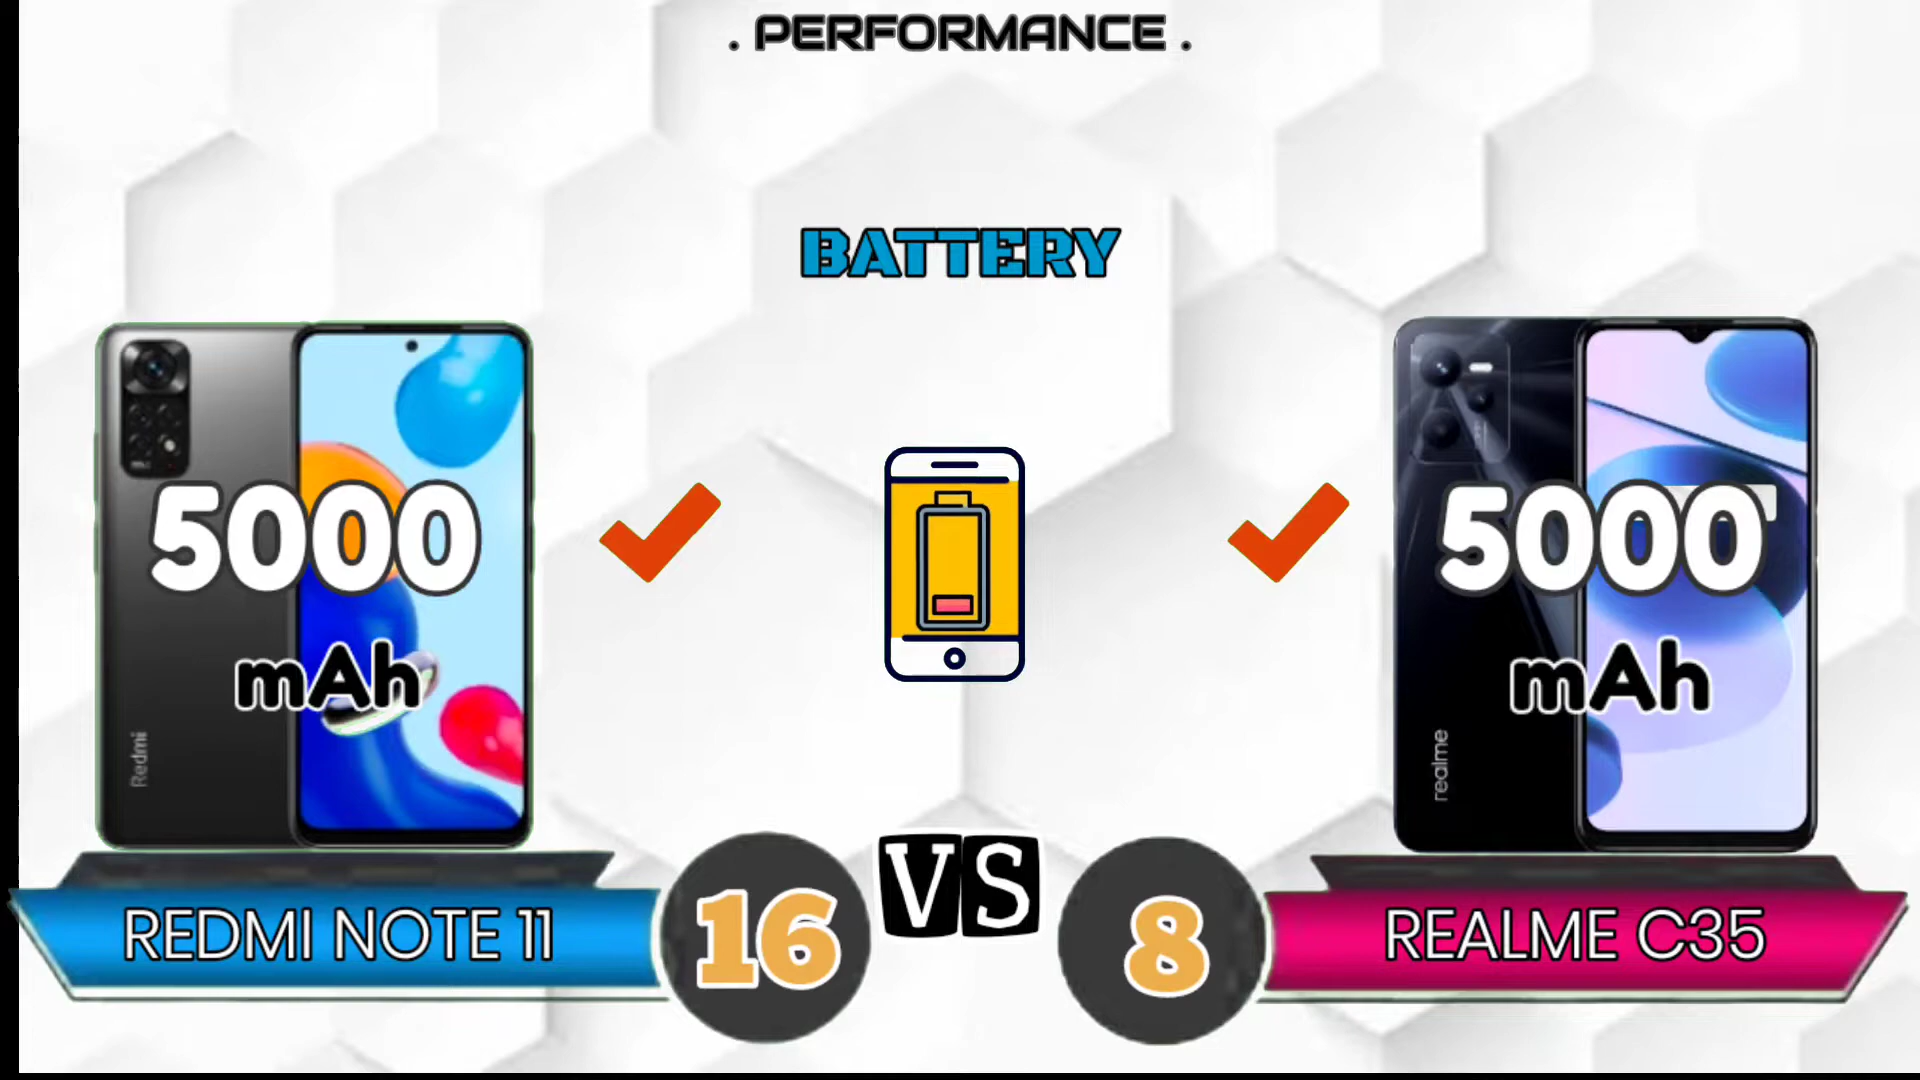 . PERFORMANCE .
BATTERY
5000
mAh
Redmi
5000
mAh
realme
REDMI NOTE 11
16
VS
8
REALME C35